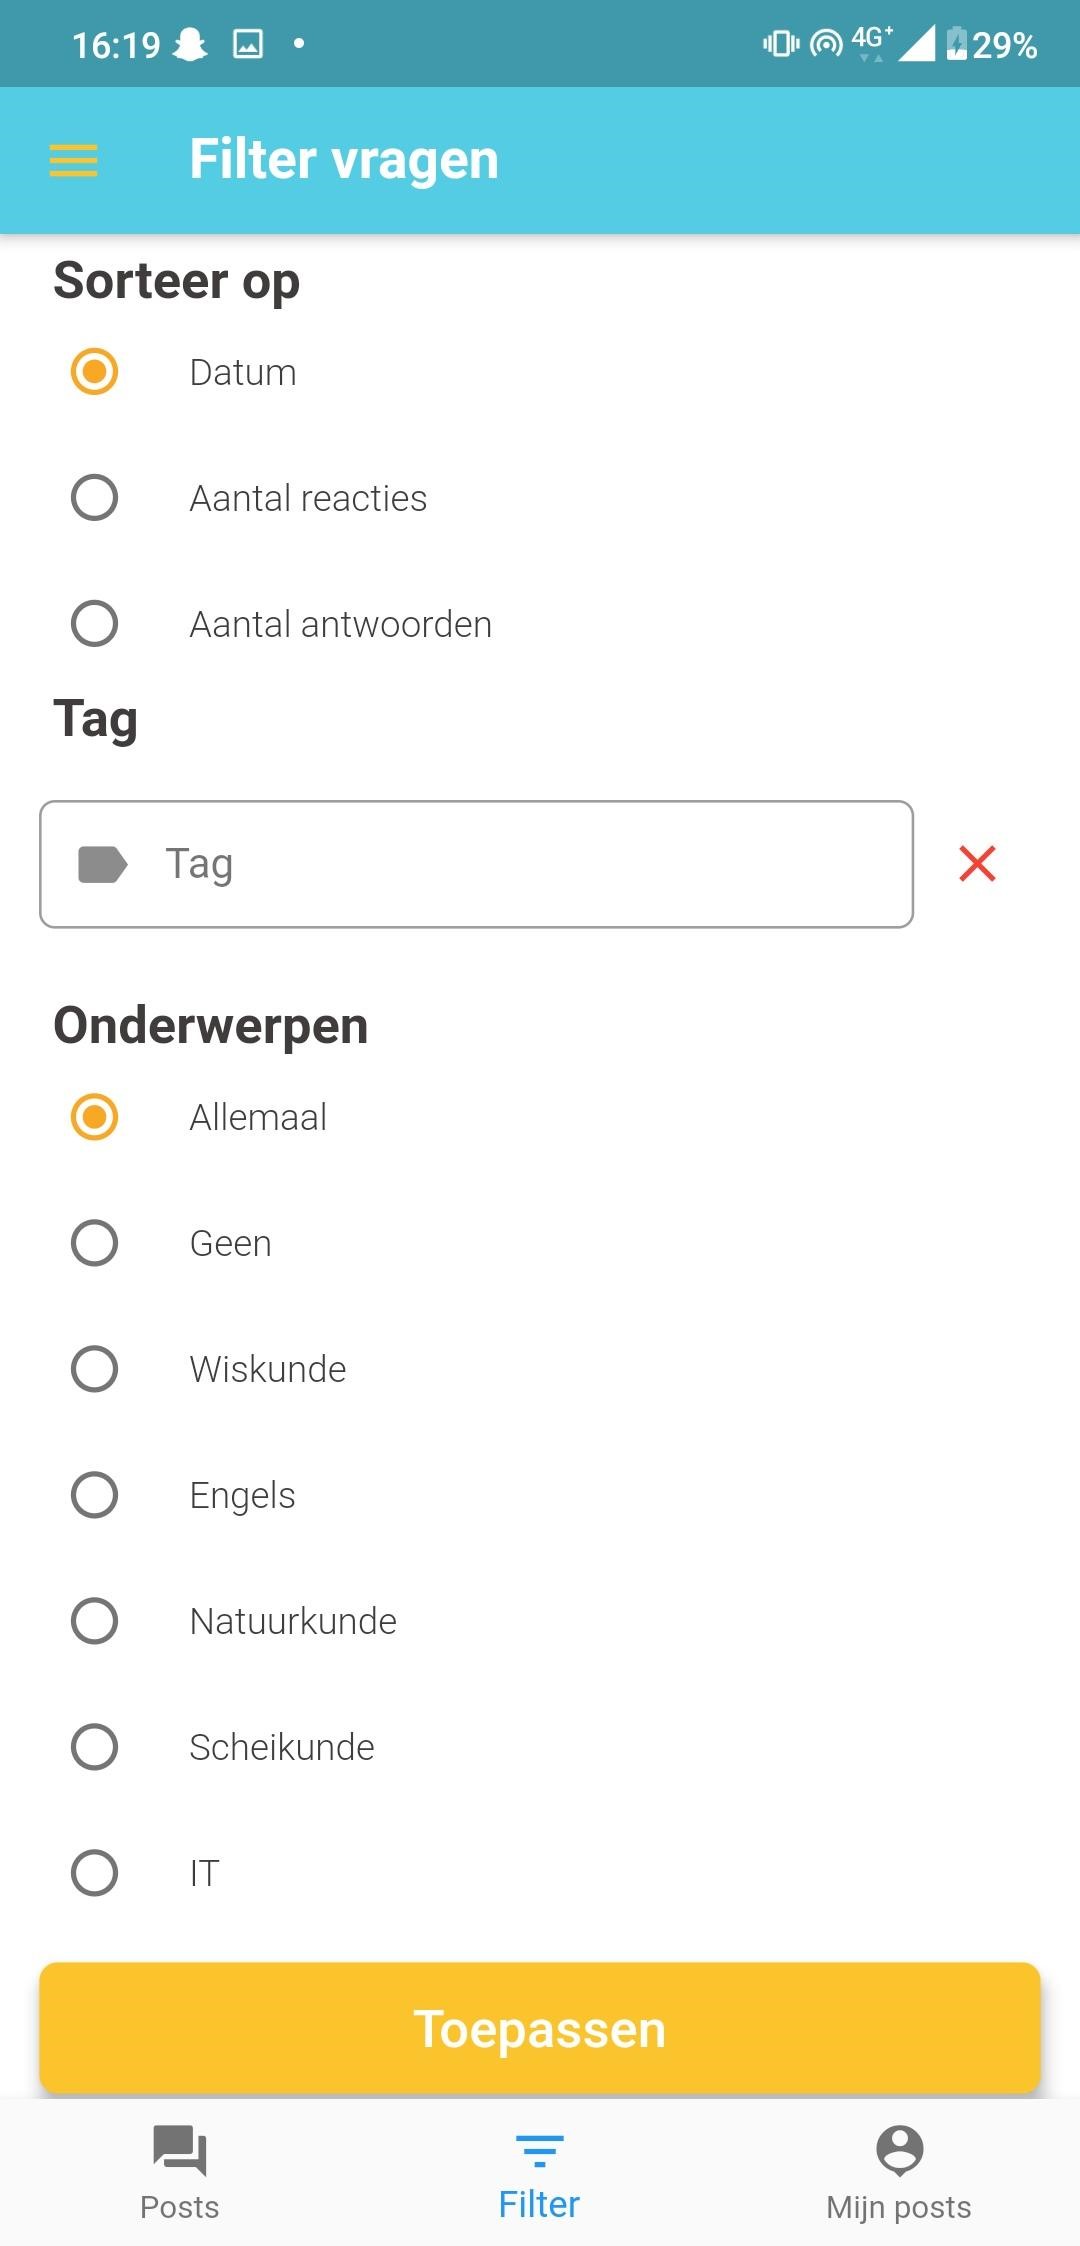 16:19
4G+
29%
Filter vragen
Sorteer op
Datum
Aantal reacties
Aantal antwoorden
Tag
Tag
Onderwerpen
Allemaal
Geen
Wiskunde
Engels
Natuurkunde
Scheikunde
IT
Toepassen
Posts
Filter
Mijn posts